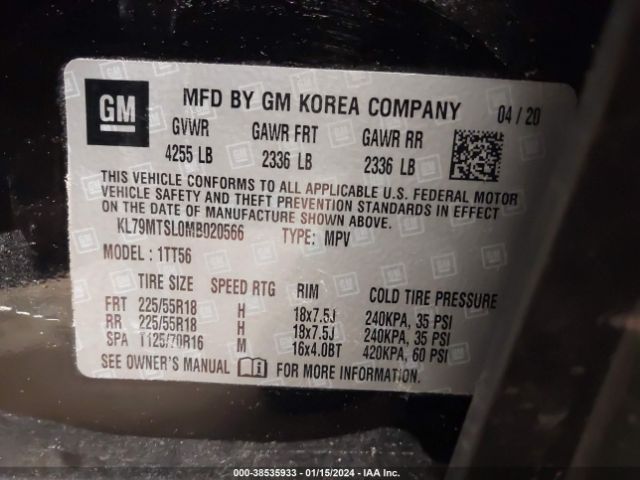 GM MFD BY GM KOREA COMPANY 04 / 20
GVWR GAWR FRT GAWR RR
4255 LB 2336 LB 2336 LB
THIS VEHICLE CONFORMS TO ALL APPLICABLE U.S. FEDERAL MOTOR
VEHICLE SAFETY AND THEFT PREVENTION STANDARDS IN EFFECT
ON THE DATE OF MANUFACTURE SHOWN ABOVE.
KL79MTSL0MB020566 TYPE: MPV
MODEL : 1TT56
TIRE SIZE SPEED RTG RIM COLD TIRE PRESSURE
FRT 225/55R18 H 18x7.5J 240KPA, 35 PSI
RR 225/55R18 H 18x7.5J 240KPA, 35 PSI
SPA T125/70R16 M 16x4.0BT 420KPA, 60 PSI
SEE OWNER'S MANUAL FOR MORE INFORMATION.
000-38535933 - 01/15/2024 - IAA Inc.